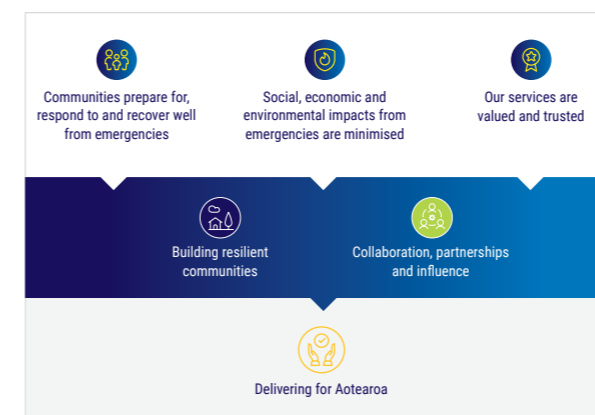 Communities prepare for,
respond to and recover well
from emergencies
Social, economic and
environmental impacts from
emergencies are minimised
Our services are
valued and trusted
Building resilient
communities
Collaboration, partnerships
and influence
Delivering for Aotearoa